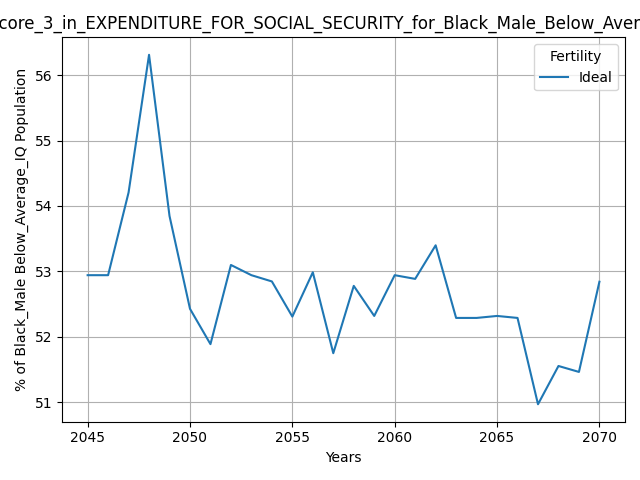 core_3_in_EXPENDITURE_FOR_SOCIAL_SECURITY_for_Black_Male_Below_Aver
Fertility
Ideal
% of Black_Male Below_Average_IQ Population
56
55
54
53
52
51
2045 2050 2055 2060 2065 2070
Years